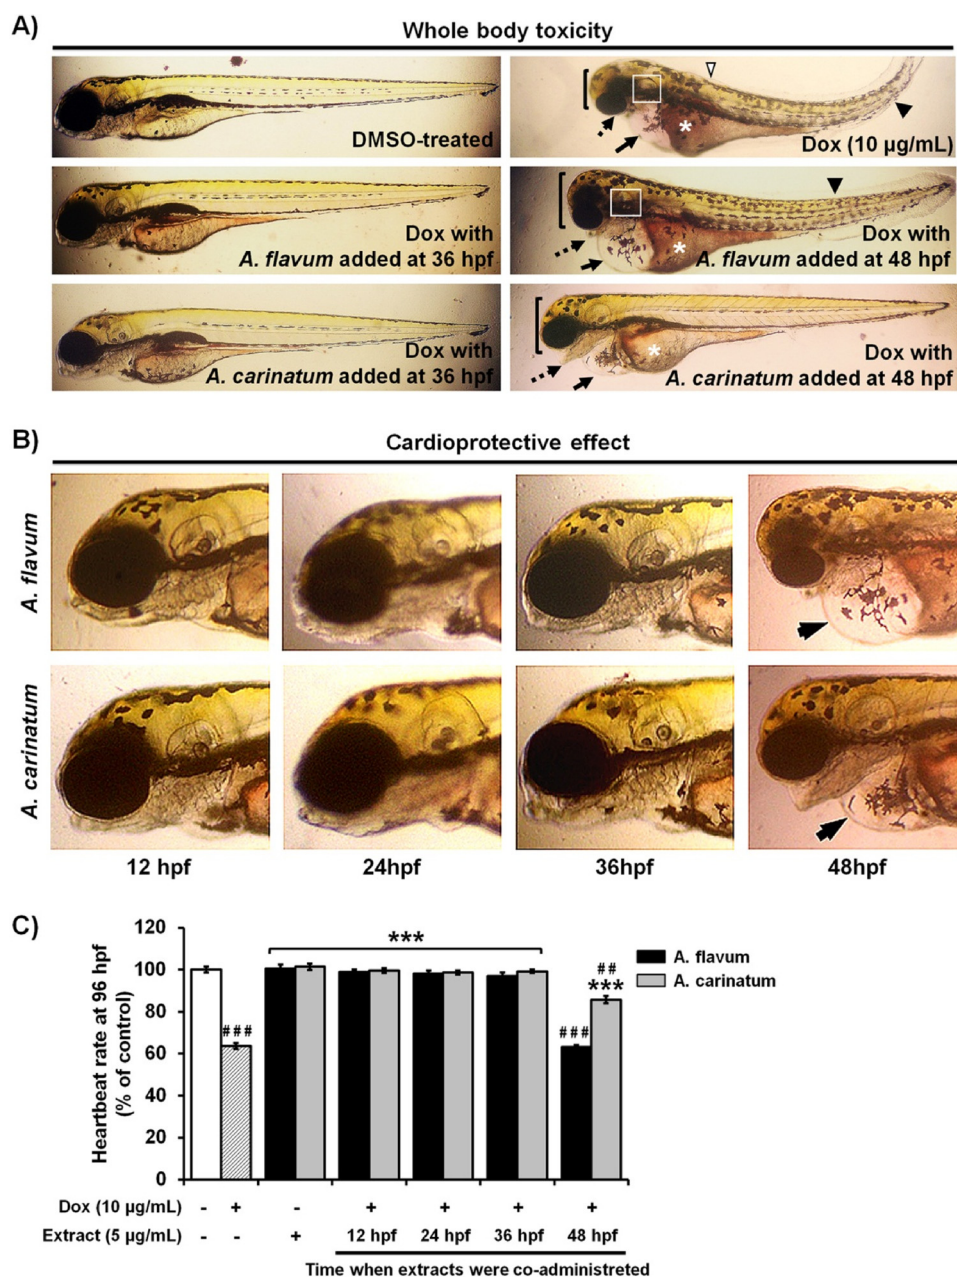 A)
Whole body toxicity
DMSO-treated
Dox (10 µg/mL)
Dox with
A. flavum added at 36 hpf
Dox with
A. flavum added at 48 hpf
Dox with
A. carinatum added at 36 hpf
Dox with
A. carinatum added at 48 hpf
*
*
*
B)
Cardioprotective effect
A. flavum
A. carinatum
12 hpf
24hpf
36hpf
48hpf
C)
Heartbeat rate at 96 hpf
(% of control)
120
100
80
60
40
20
0
###
***
###
##
***
A. flavum
A. carinatum
Dox (10 µg/mL) - + - + + + +
Extract (5 µg/mL) - - + 12 hpf 24 hpf 36 hpf 48 hpf
Time when extracts were co-administreted